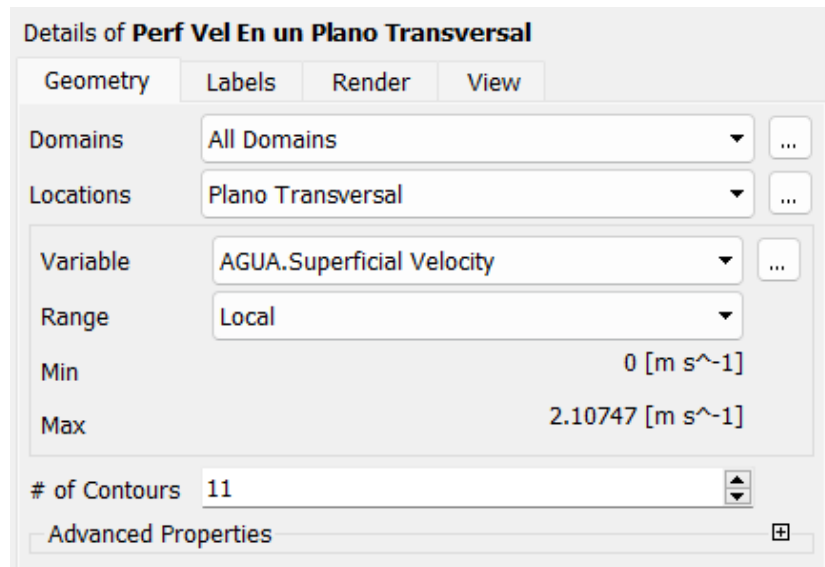 Details of Perf Vel En un Plano Transversal
Geometry Labels Render View
Domains All Domains ...
Locations Plano Transversal ...
Variable AGUA.Superficial Velocity ...
Range Local
Min 0 [m s^-1]
Max 2.10747 [m s^-1]
# of Contours 11
Advanced Properties